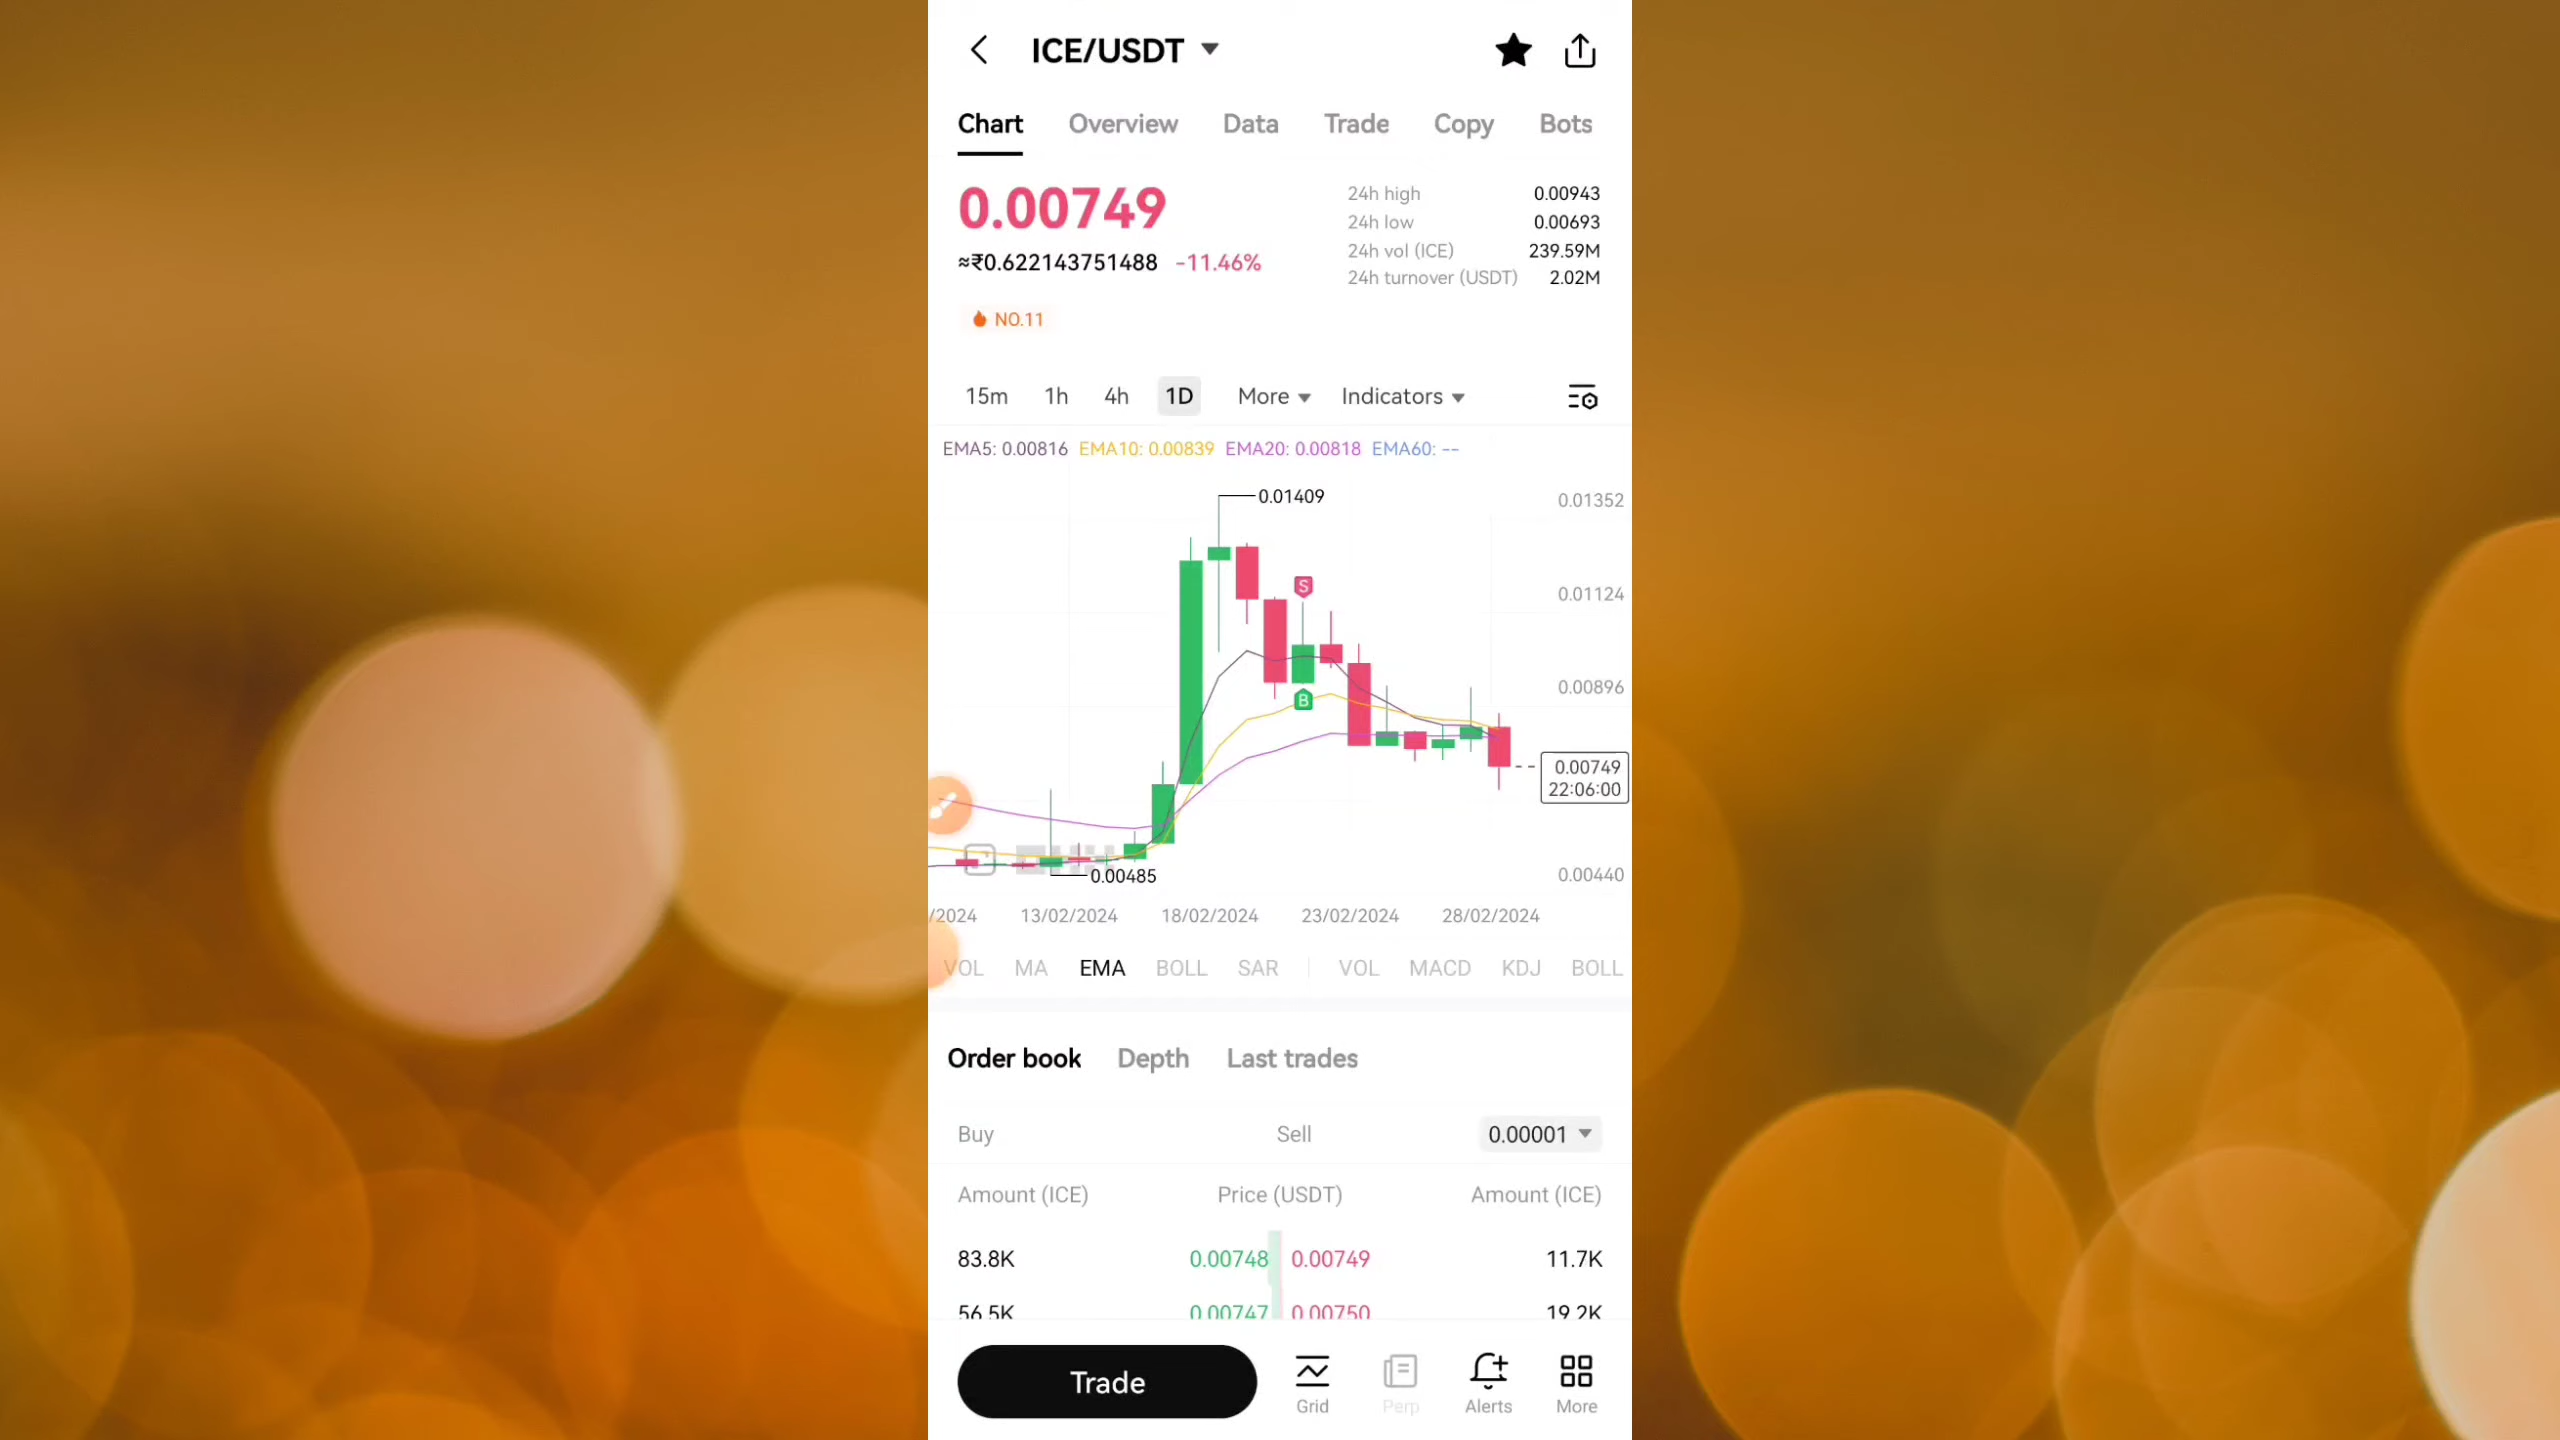 ICE/USDT
Chart Overview Data Trade Copy Bots
0.00749
≈₹0.622143751488 -11.46%
24h high 0.00943
24h low 0.00693
24h vol (ICE) 239.59M
24h turnover (USDT) 2.02M
NO.11
15m 1h 4h 1D More Indicators
EMA5: 0.00816 EMA10: 0.00839 EMA20: 0.00818 EMA60: --
0.01409
0.01352
S
0.01124
0.00896
B
0.00749
22:06:00
0.00485
0.00440
/2024 13/02/2024 18/02/2024 23/02/2024 28/02/2024
VOL MA EMA BOLL SAR VOL MACD KDJ BOLL
Order book Depth Last trades
Buy Sell 0.00001
Amount (ICE) Price (USDT) Amount (ICE)
83.8K 0.00748 0.00749 11.7K
56.5K 0.00747 0.00750 19.2K
Trade
Grid Perp Alerts More